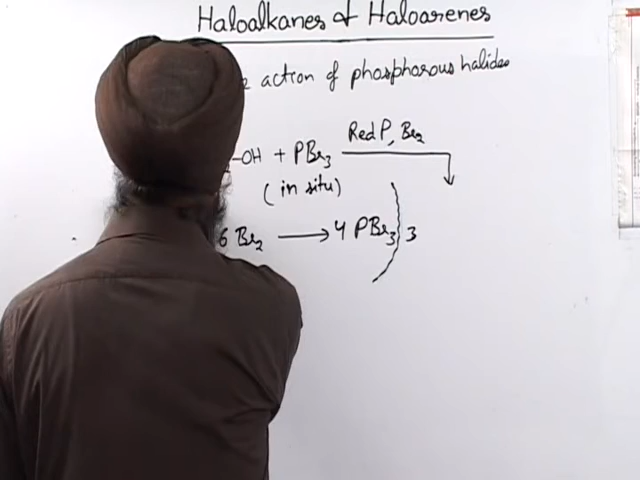 Haloalkanes & Haloarenes
action of phosphorous halides
Red P, Br2
-OH + PBr3
(in situ)
6 Br2 ⟶ 4 PBr3 3